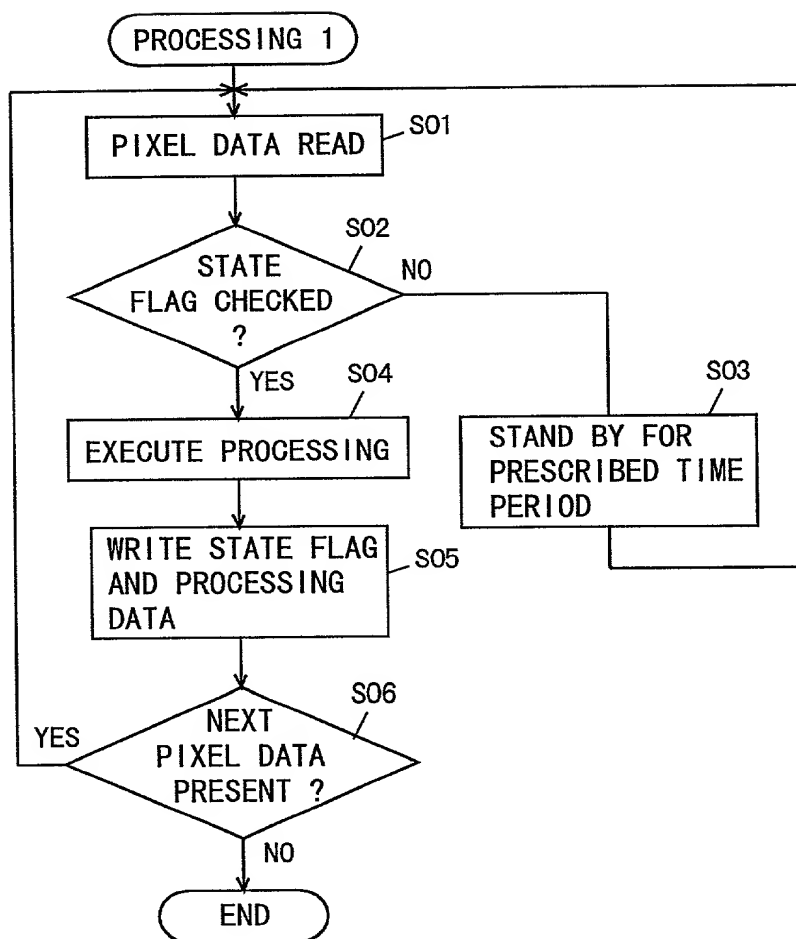 PROCESSING 1
PIXEL DATA READ
S01
STATE
FLAG CHECKED
?
S02
NO
YES
S03
STAND BY FOR
PRESCRIBED TIME
PERIOD
S04
EXECUTE PROCESSING
WRITE STATE FLAG
AND PROCESSING
DATA
S05
S06
YES
NEXT
PIXEL DATA
PRESENT ?
NO
END